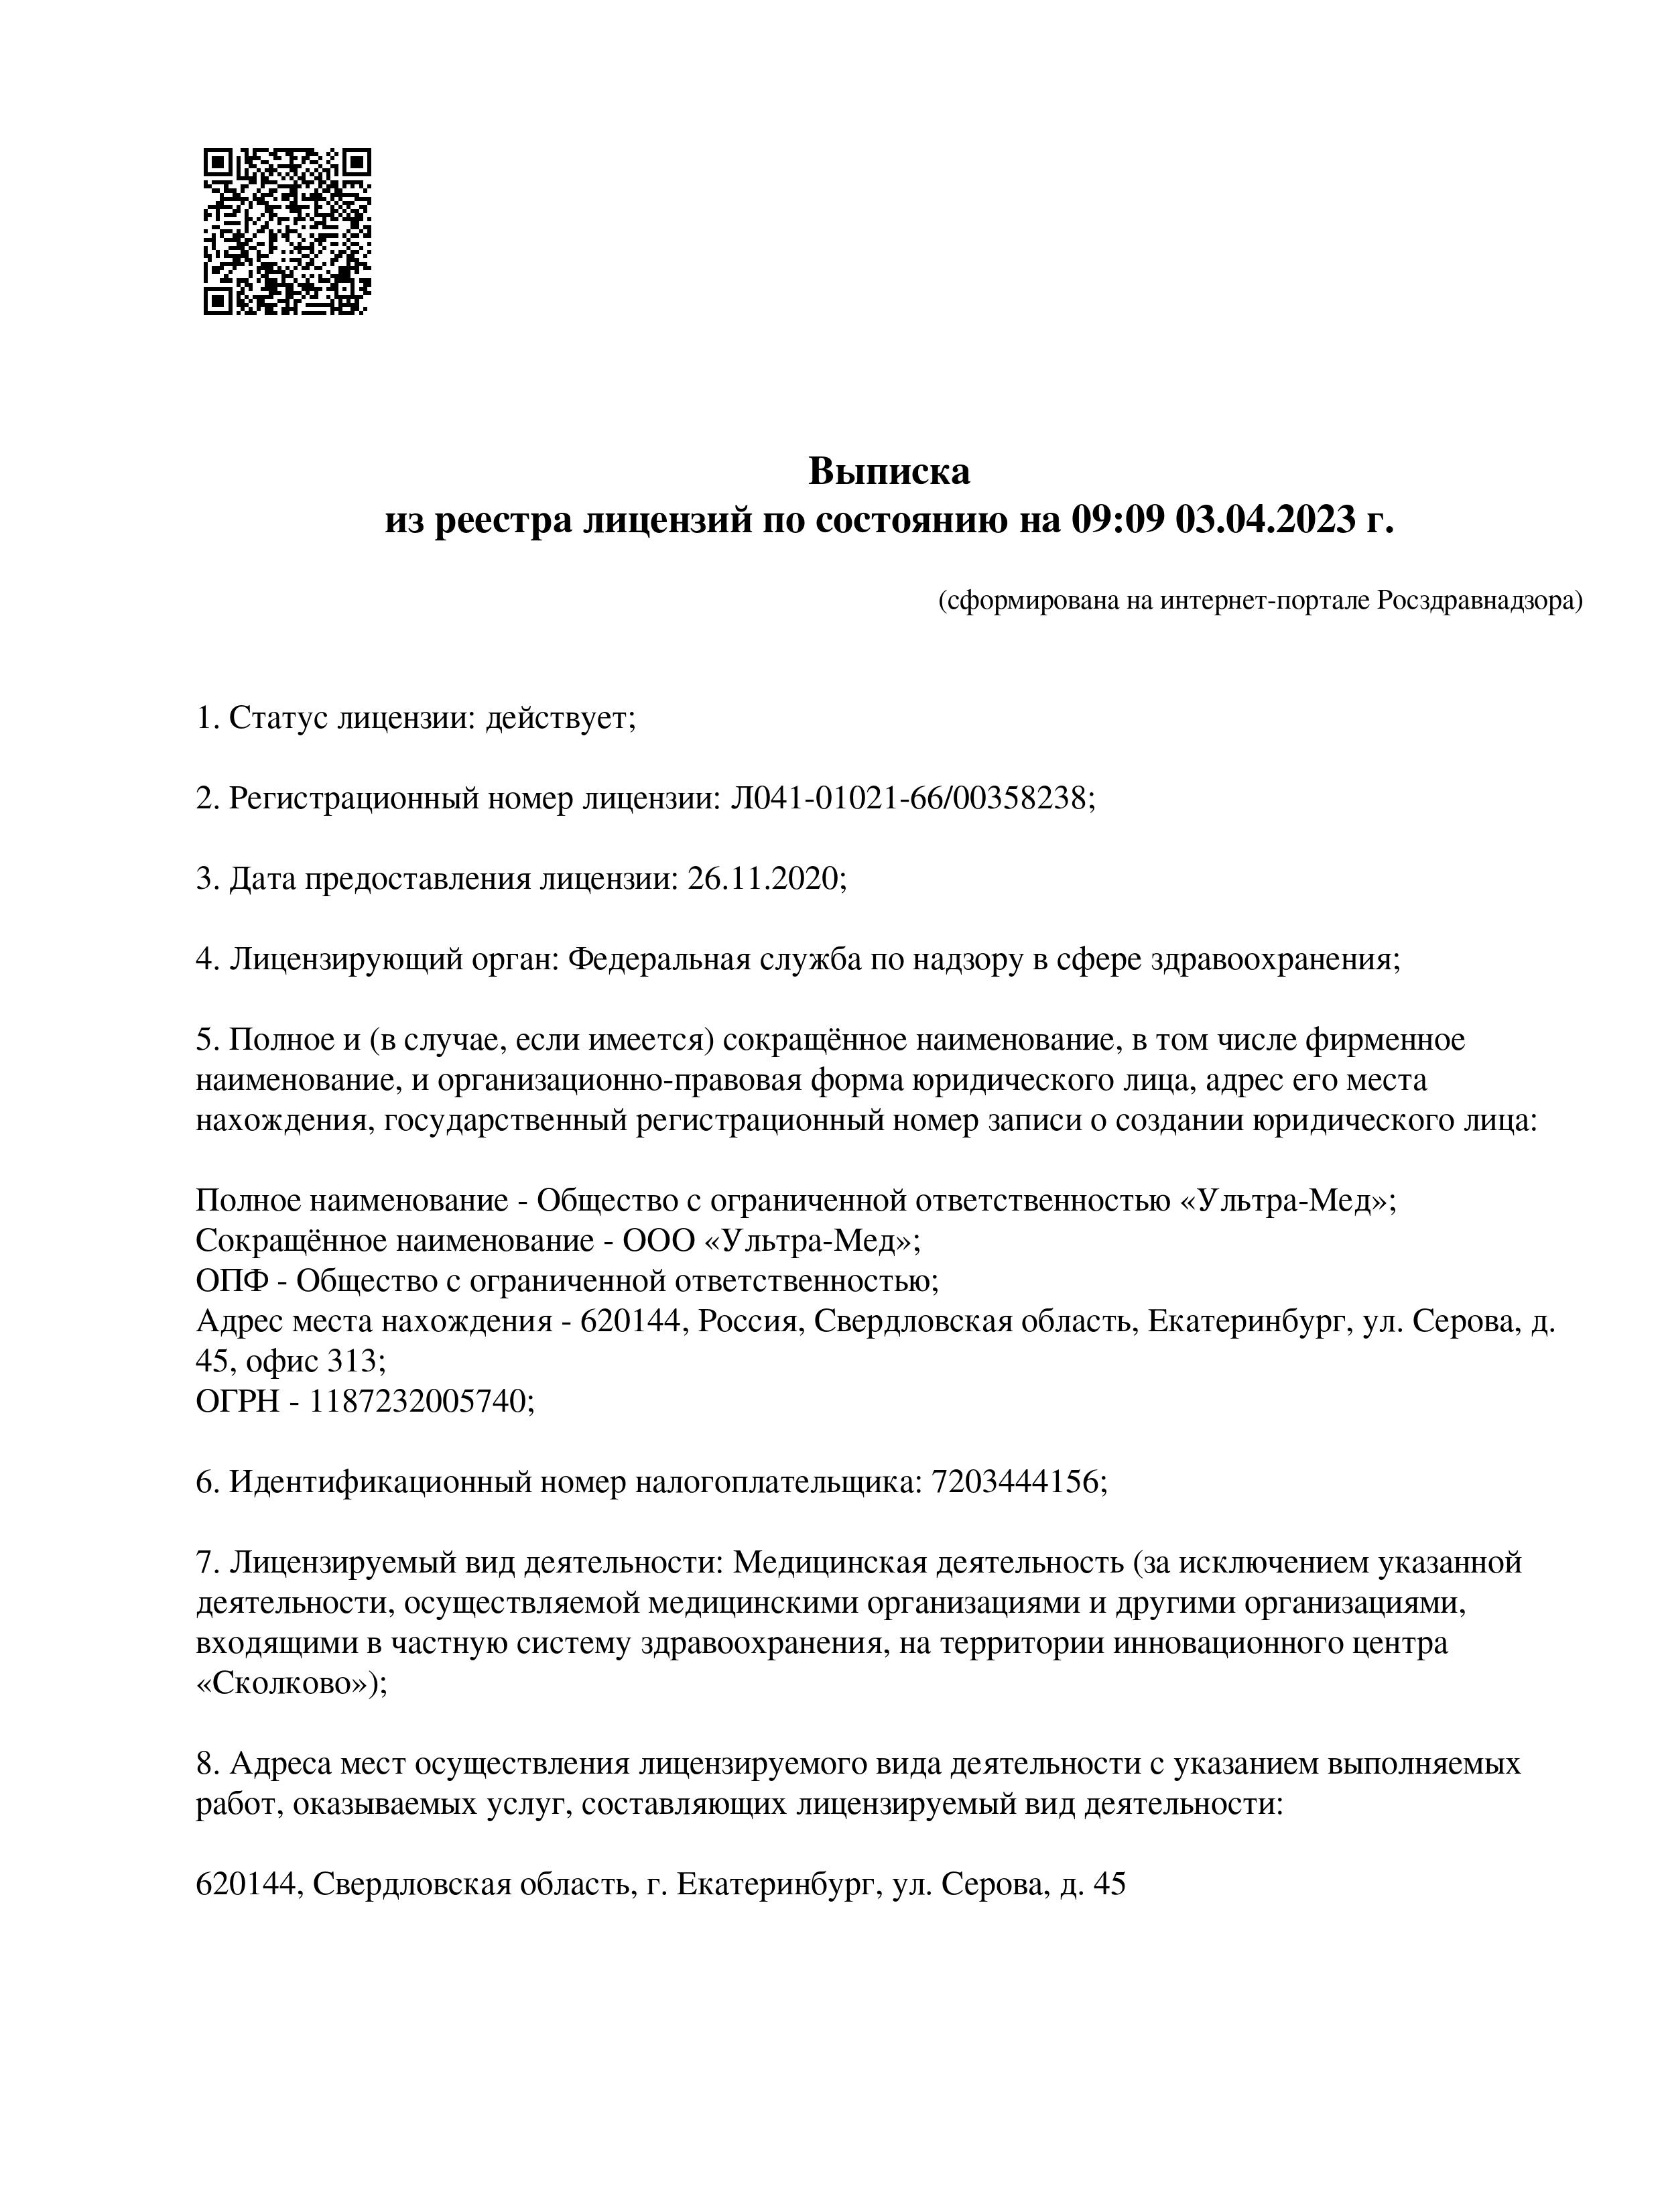 Выписка
из реестра лицензий по состоянию на 09:09 03.04.2023 г.
(сформирована на интернет-портале Росздравнадзора)
1. Статус лицензии: действует;
2. Регистрационный номер лицензии: Л041-01021-66/00358238;
3. Дата предоставления лицензии: 26.11.2020;
4. Лицензирующий орган: Федеральная служба по надзору в сфере здравоохранения;
5. Полное и (в случае, если имеется) сокращённое наименование, в том числе фирменное
наименование, и организационно-правовая форма юридического лица, адрес его места
нахождения, государственный регистрационный номер записи о создании юридического лица:
Полное наименование - Общество с ограниченной ответственностью «Ультра-Мед»;
Сокращённое наименование - ООО «Ультра-Мед»;
ОПФ - Общество с ограниченной ответственностью;
Адрес места нахождения - 620144, Россия, Свердловская область, Екатеринбург, ул. Серова, д.
45, офис 313;
ОГРН - 1187232005740;
6. Идентификационный номер налогоплательщика: 7203444156;
7. Лицензируемый вид деятельности: Медицинская деятельность (за исключением указанной
деятельности, осуществляемой медицинскими организациями и другими организациями,
входящими в частную систему здравоохранения, на территории инновационного центра
«Сколково»);
8. Адреса мест осуществления лицензируемого вида деятельности с указанием выполняемых
работ, оказываемых услуг, составляющих лицензируемый вид деятельности:
620144, Свердловская область, г. Екатеринбург, ул. Серова, д. 45